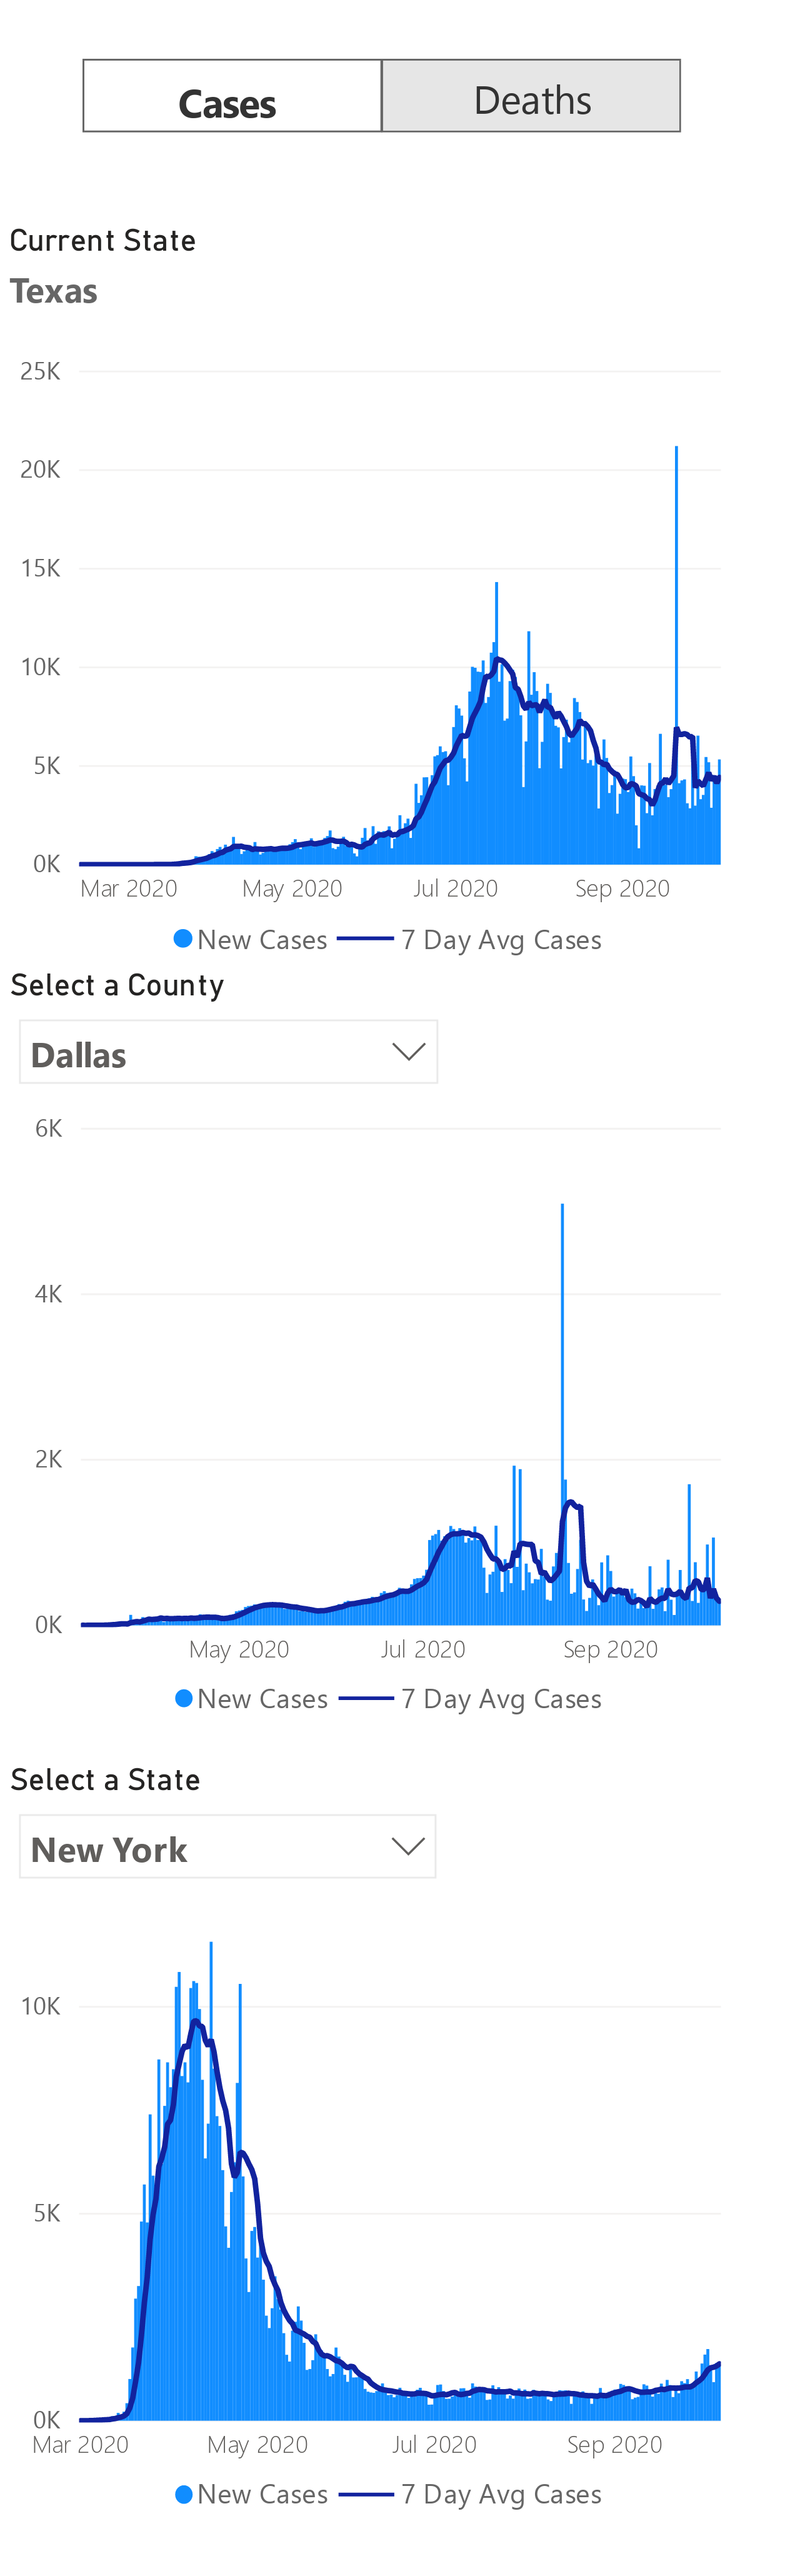 Cases Deaths
Current State
Texas
25K
20K
15K
10K
5K
0K
Mar 2020 May 2020 Jul 2020 Sep 2020
New Cases 7 Day Avg Cases
Select a County
Dallas
6K
4K
2K
0K
May 2020 Jul 2020 Sep 2020
New Cases 7 Day Avg Cases
Select a State
New York
10K
5K
0K
Mar 2020 May 2020 Jul 2020 Sep 2020
New Cases 7 Day Avg Cases